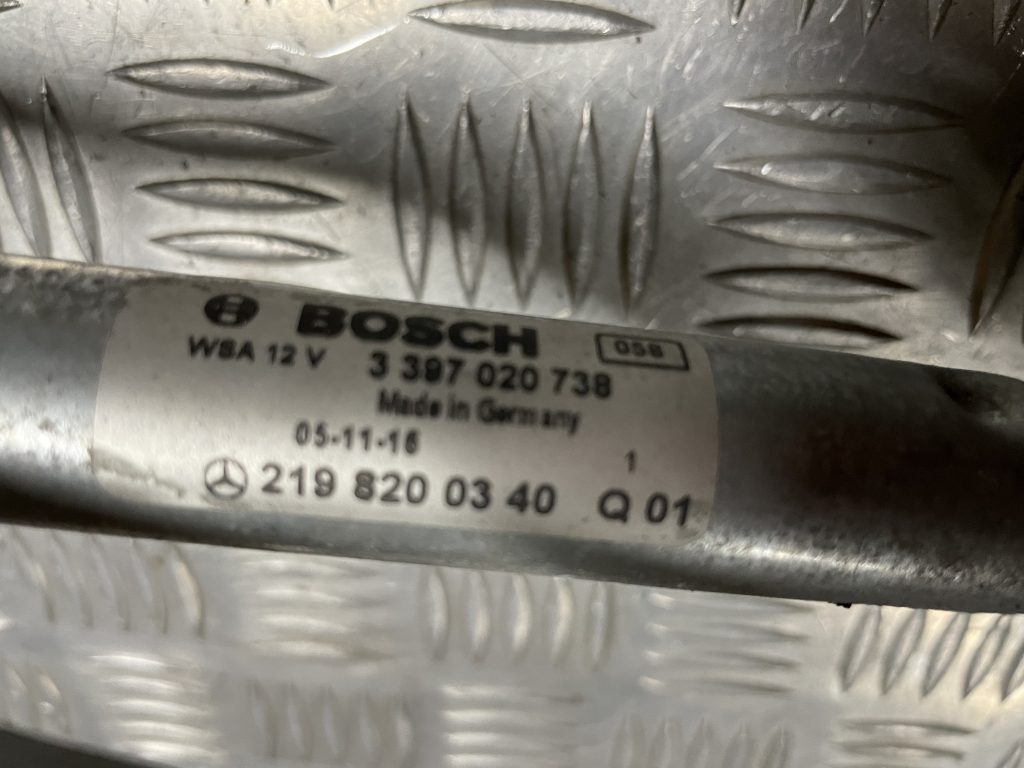 BOSCH
058
WSA 12 V 3 397 020 738
Made in Germany
05-11-16
1
219 820 03 40 Q 01